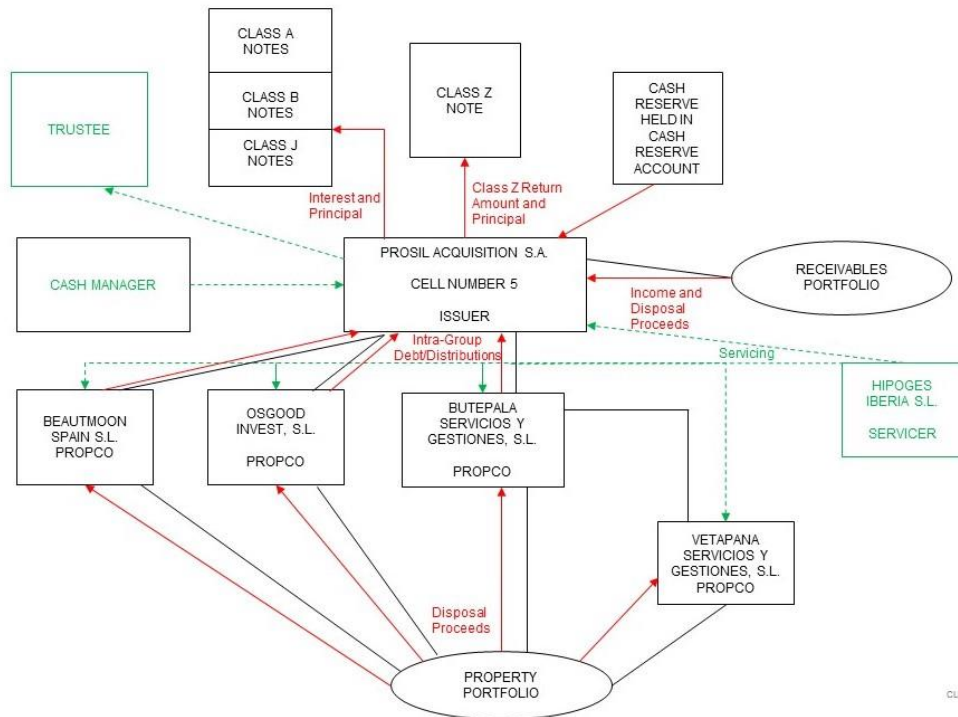 CLASS A
NOTES
CLASS B
NOTES
CLASS J
NOTES
CLASS Z
NOTE
CASH
RESERVE
HELD IN
CASH
RESERVE
ACCOUNT
TRUSTEE
Interest and
Principal
Class Z Return
Amount and
Principal
CASH MANAGER
PROSIL ACQUISITION S.A.
CELL NUMBER 5
ISSUER
RECEIVABLES
PORTFOLIO
Income and
Disposal
Proceeds
Intra-Group
Debt/Distributions
Servicing
BEAUTMOON
SPAIN S.L.
PROPCO
OSGOOD
INVEST, S.L.
PROPCO
BUTEPALA
SERVICIOS Y
GESTIONES, S.L.
PROPCO
HIPOGES
IBERIA S.L.
SERVICER
VETAPANA
SERVICIOS Y
GESTIONES, S.L.
PROPCO
Disposal
Proceeds
PROPERTY
PORTFOLIO
CL